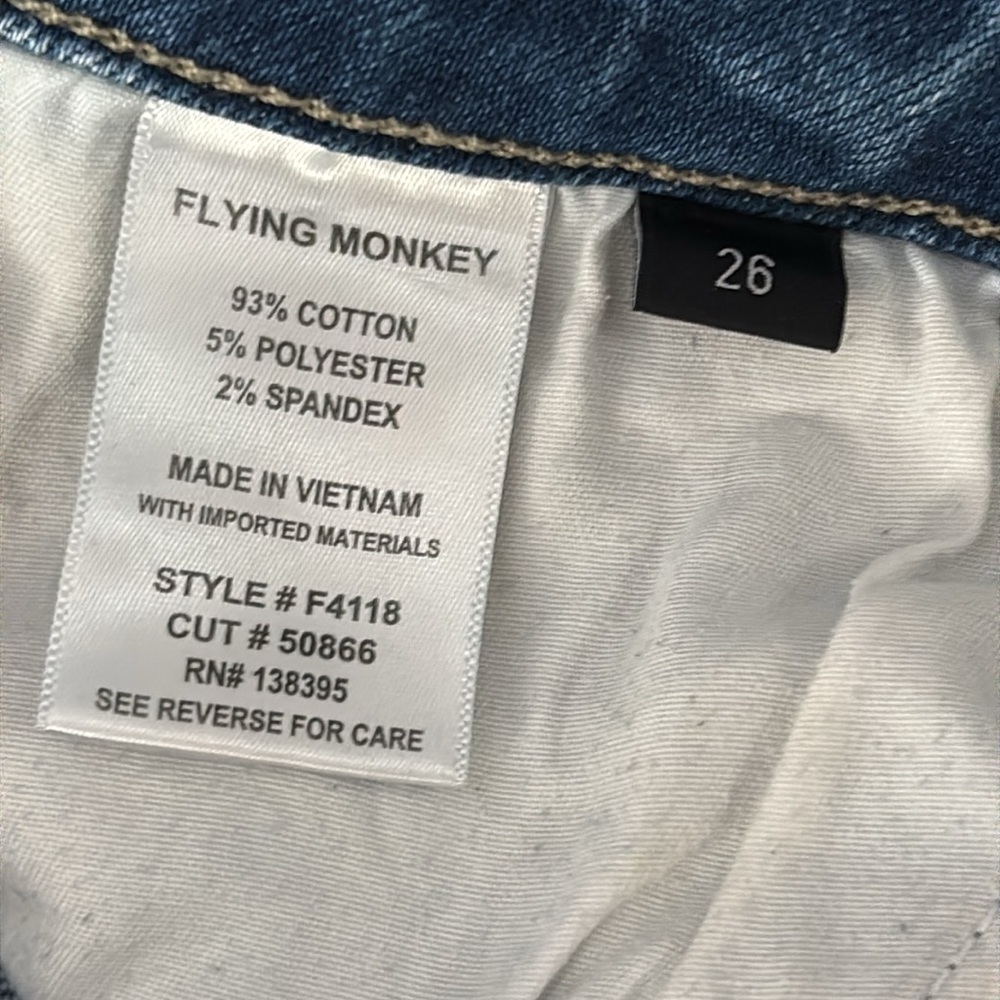 FLYING MONKEY
93% COTTON
5% POLYESTER
2% SPANDEX
MADE IN VIETNAM
WITH IMPORTED MATERIALS
STYLE # F4118
CUT # 50866
RN# 138395
SEE REVERSE FOR CARE
26